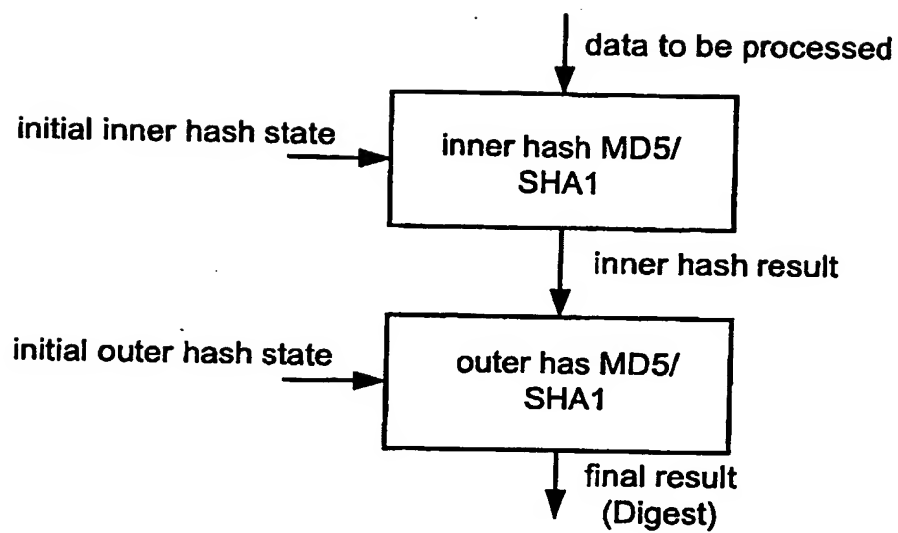 data to be processed
initial inner hash state
inner hash MD5/
SHA1
inner hash result
initial outer hash state
outer has MD5/
SHA1
final result
(Digest)